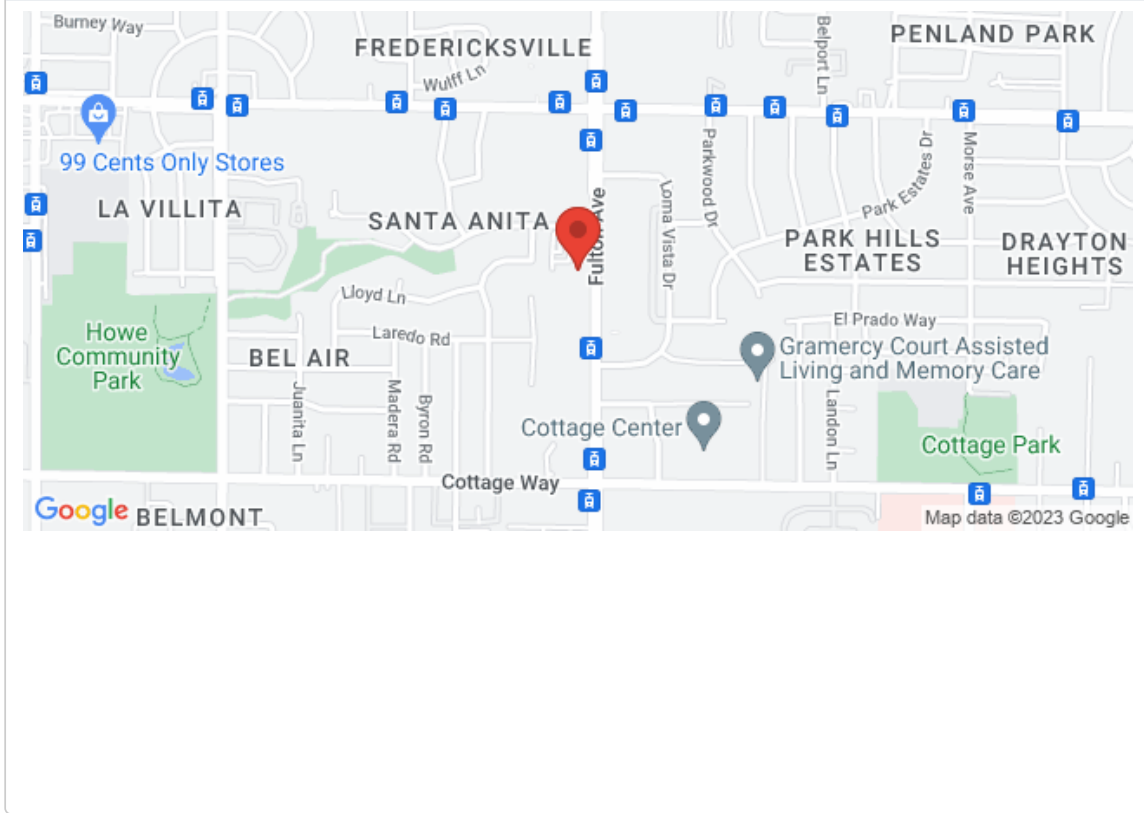 Burney Way
FREDERICKSVILLE
Wulff Ln
Belport Ln
PENLAND PARK
99 Cents Only Stores
LA VILLITA
SANTA ANITA
Fulton Ave
Loma Vista Dr
Parkwood Dr
Park Estates Dr
Morse Ave
PARK HILLS
ESTATES
DRAYTON
HEIGHTS
Lloyd Ln
Laredo Rd
El Prado Way
Howe
Community
Park
BEL AIR
Juanita Ln
Madera Rd
Byron Rd
Gramercy Court Assisted
Living and Memory Care
Landon Ln
Cottage Center
Cottage Park
Cottage Way
Google
BELMONT
Map data ©2023 Google